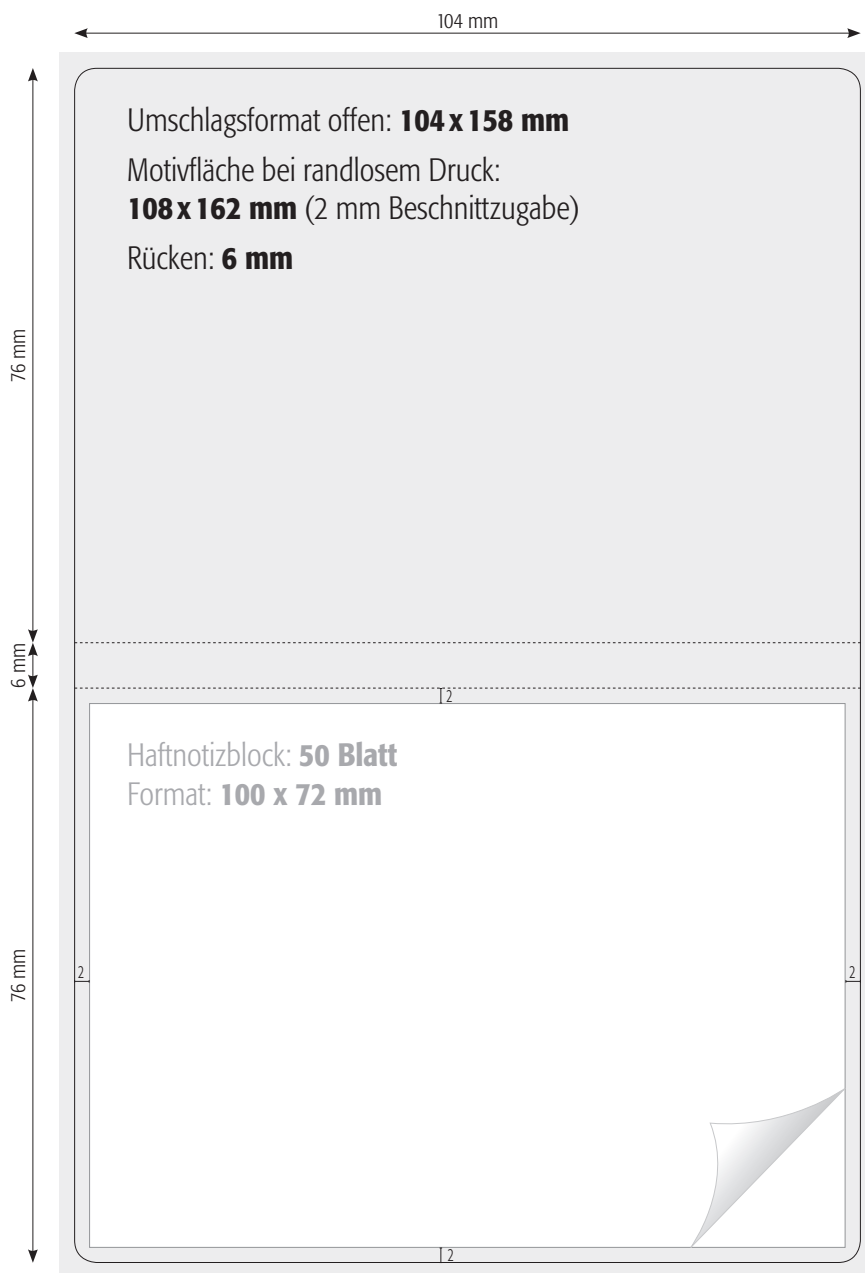 104 mm
Umschlagsformat offen: 104 x 158 mm
Motivfläche bei randlosem Druck:
108 x 162 mm (2 mm Beschnittzugabe)
Rücken: 6 mm
76 mm
6 mm
2
Haftnotizblock: 50 Blatt
Format: 100 x 72 mm
76 mm
2
2
2